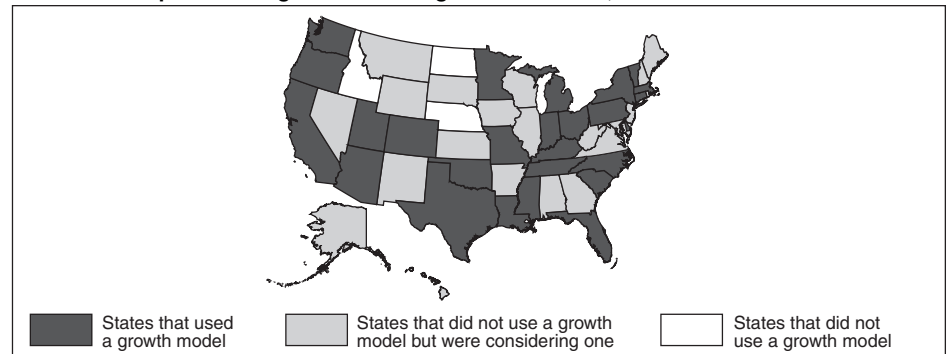 States that used
a growth model
States that did not use a growth
model but were considering one
States that did not
use a growth model